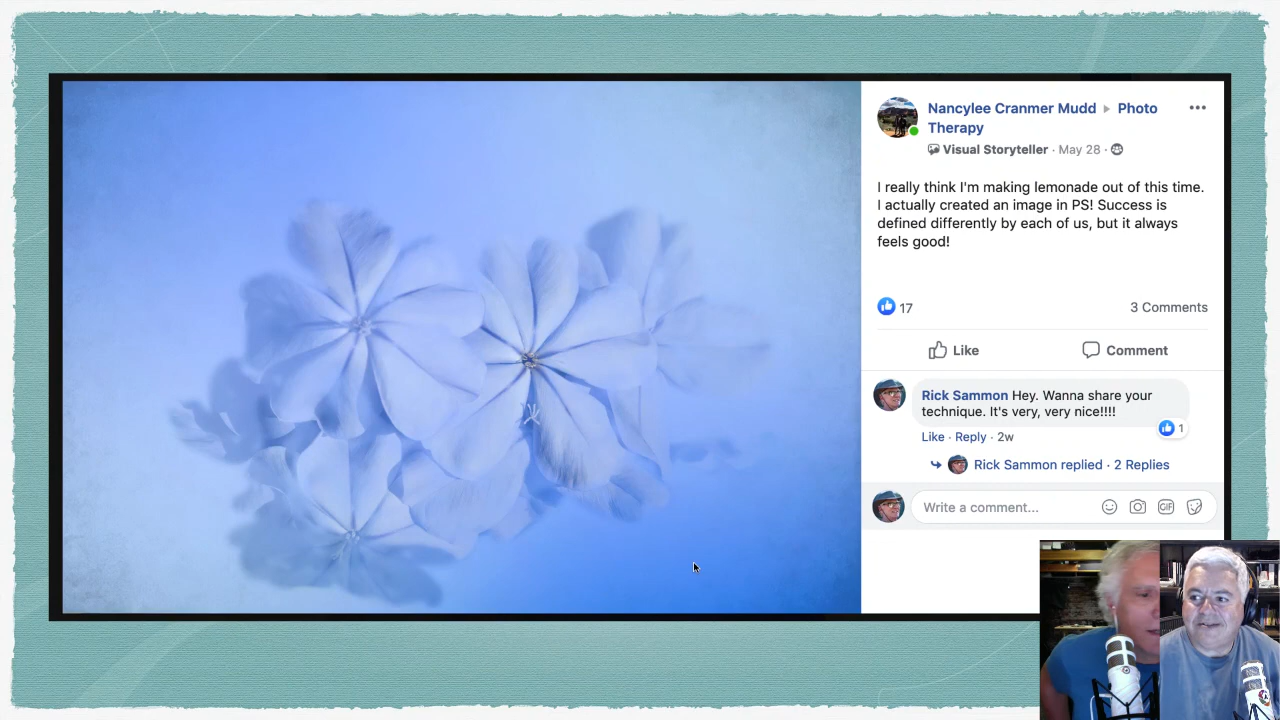 Nancylee Cranmer Mudd ▸ Photo
Therapy
Visual Storyteller · May 28 ·
I really think I'm making lemonade out of this time.
I actually created an image in PS! Success is
defined differently by each of us, but it always
feels good!
17 3 Comments
Like Comment
Rick Sammon Hey. Wanna share your
technique. It's very, very nice!!!!
1
Like · Reply · 2w
Rick Sammon replied · 2 Replies
Write a comment... GIF